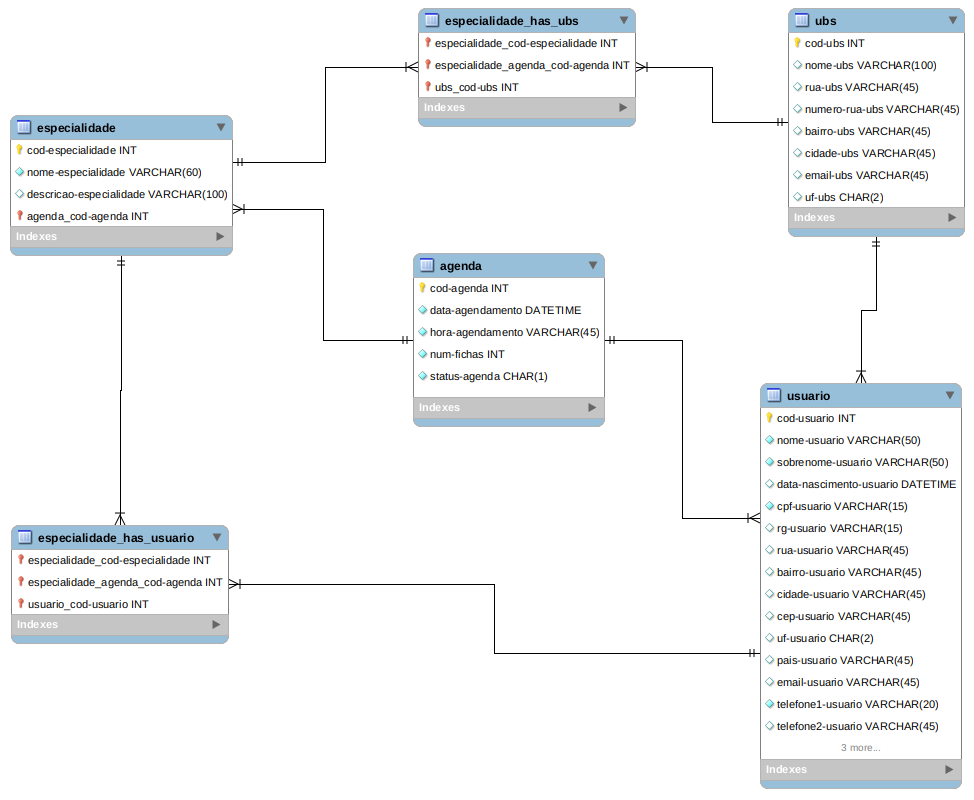 especialidade_has_ubs
especialidade_cod-especialidade INT
especialidade_agenda_cod-agenda INT
ubs_cod-ubs INT
Indexes
ubs
cod-ubs INT
nome-ubs VARCHAR(100)
rua-ubs VARCHAR(45)
numero-rua-ubs VARCHAR(45)
bairro-ubs VARCHAR(45)
cidade-ubs VARCHAR(45)
email-ubs VARCHAR(45)
uf-ubs CHAR(2)
Indexes
especialidade
cod-especialidade INT
nome-especialidade VARCHAR(60)
descricao-especialidade VARCHAR(100)
agenda_cod-agenda INT
Indexes
agenda
cod-agenda INT
data-agendamento DATETIME
hora-agendamento VARCHAR(45)
num-fichas INT
status-agenda CHAR(1)
Indexes
usuario
cod-usuario INT
nome-usuario VARCHAR(50)
sobrenome-usuario VARCHAR(50)
data-nascimento-usuario DATETIME
cpf-usuario VARCHAR(15)
rg-usuario VARCHAR(15)
rua-usuario VARCHAR(45)
bairro-usuario VARCHAR(45)
cidade-usuario VARCHAR(45)
cep-usuario VARCHAR(45)
uf-usuario CHAR(2)
pais-usuario VARCHAR(45)
email-usuario VARCHAR(45)
telefone1-usuario VARCHAR(20)
telefone2-usuario VARCHAR(45)
3 more...
Indexes
especialidade_has_usuario
especialidade_cod-especialidade INT
especialidade_agenda_cod-agenda INT
usuario_cod-usuario INT
Indexes